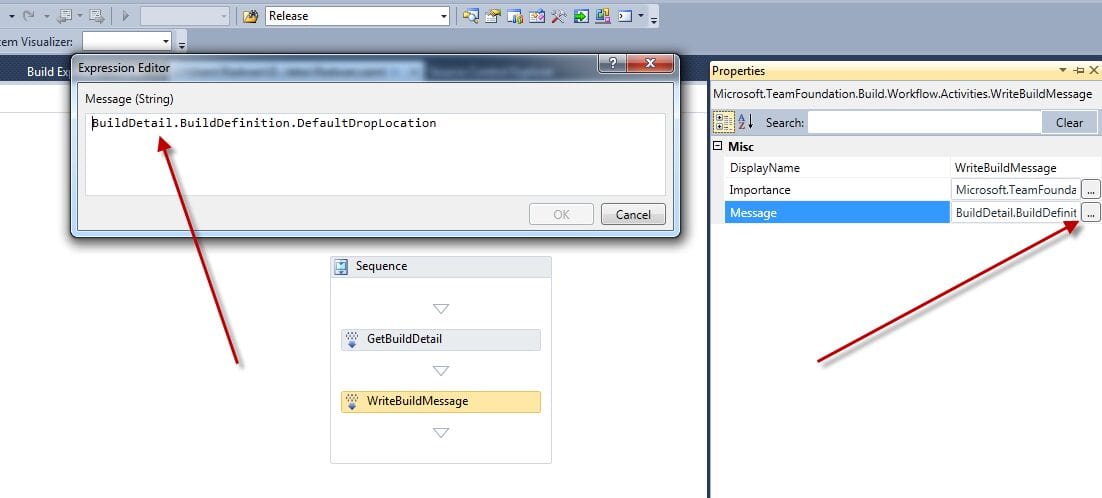 Release
tem Visualizer:
Build Ex
Expression Editor
Message (String)
BuildDetail.BuildDefinition.DefaultDropLocation
OK
Cancel
Sequence
GetBuildDetail
WriteBuildMessage
Properties
Microsoft.TeamFoundation.Build.Workflow.Activities.WriteBuildMessage
Search:
Clear
Misc
DisplayName WriteBuildMessage
Importance Microsoft.TeamFounda ...
Message BuildDetail.BuildDefinit ...